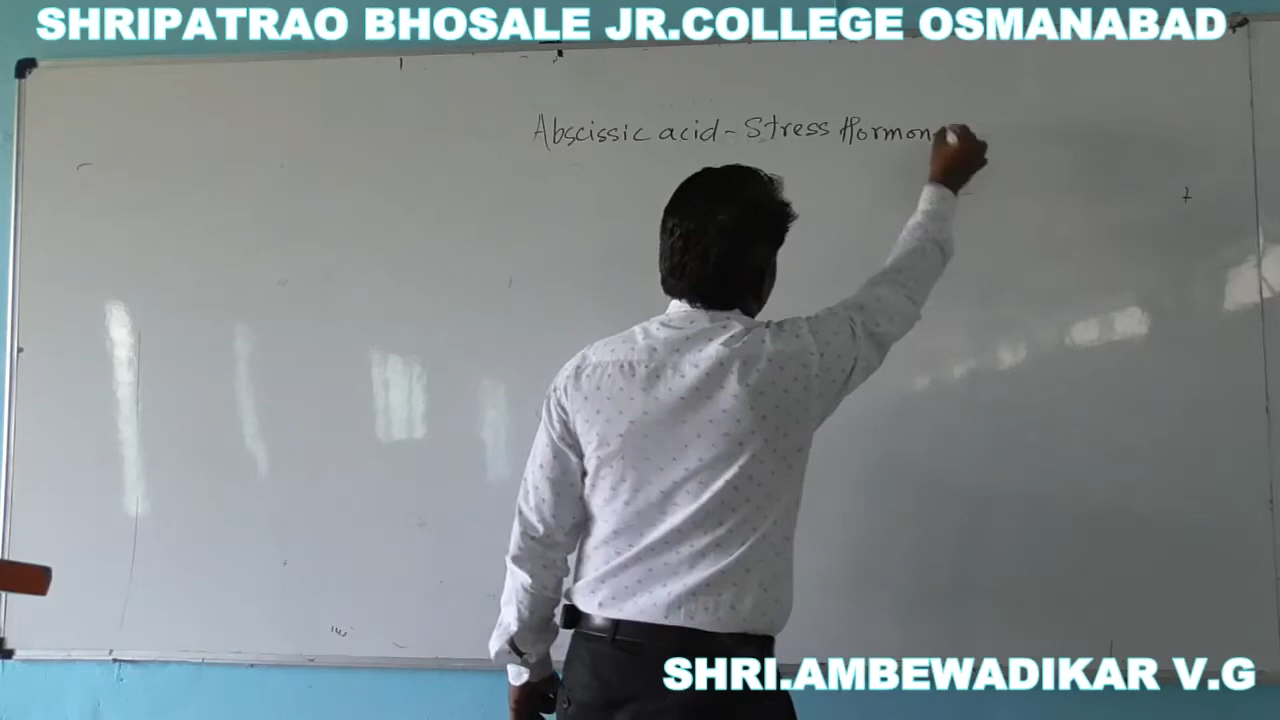 SHRIPATRAO BHOSALE JR.COLLEGE OSMANABAD
Abscissic acid - Stress Hormon
SHRI.AMBEWADIKAR V.G